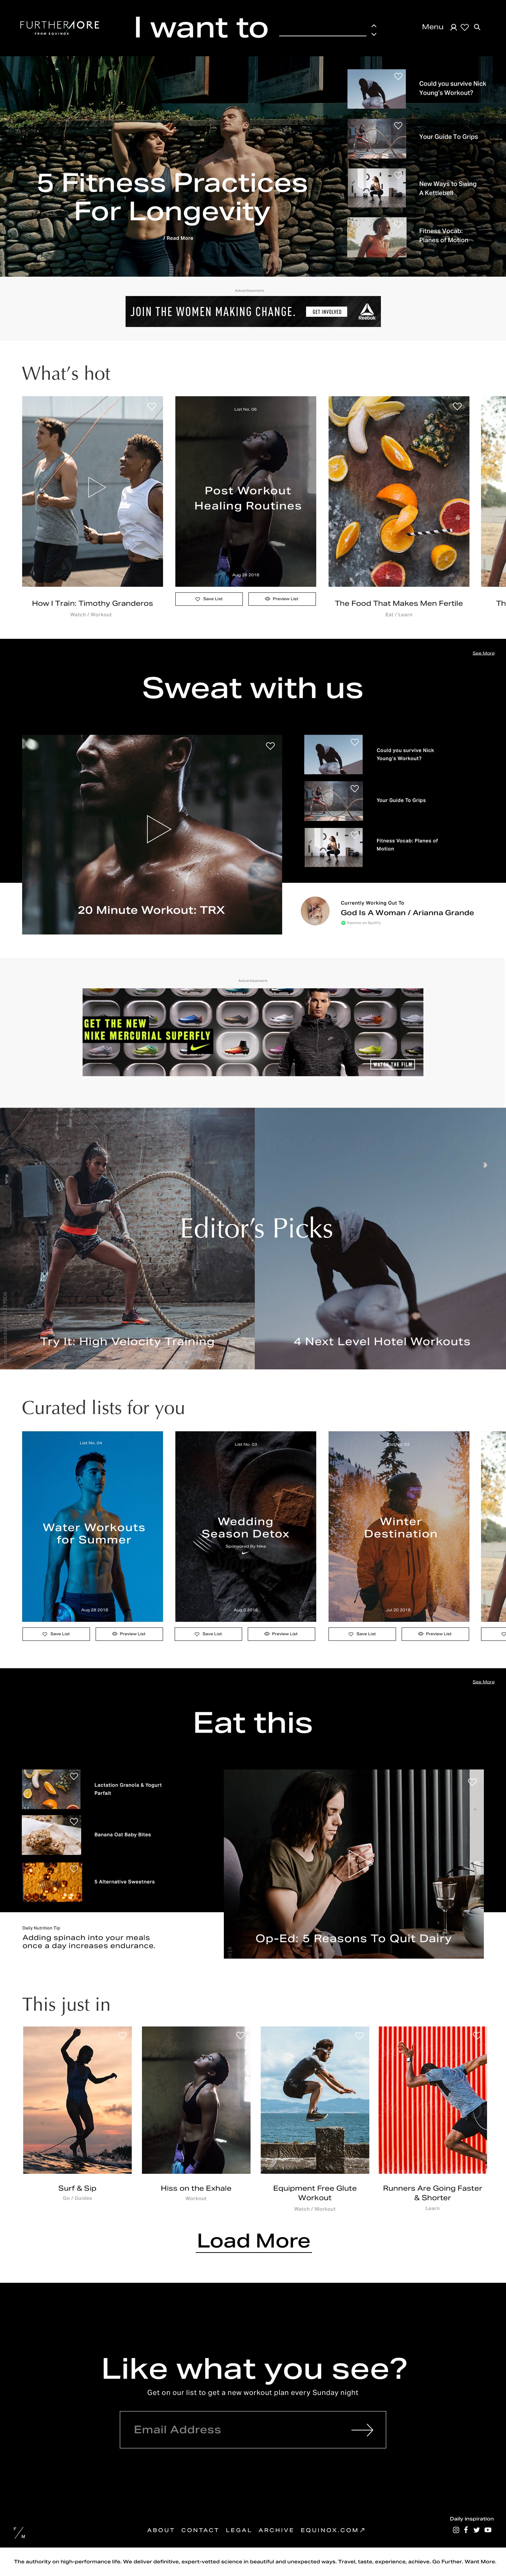 FURTHERMORE
FROM EQUINOX
I want to
Menu
5 Fitness Practices
For Longevity
/ Read More
Could you survive Nick
Young's Workout?
Your Guide To Grips
New Ways to Swing
A Kettlebell
Fitness Vocab:
Planes of Motion
Advertisement
JOIN THE WOMEN MAKING CHANGE.
GET INVOLVED
Reebok
What's hot
List No. 06
Post Workout
Healing Routines
Aug 28 2018
Save List
Preview List
How I Train: Timothy Granderos
Watch / Workout
The Food That Makes Men Fertile
Eat / Learn
Th
See More
Sweat with us
20 Minute Workout: TRX
Could you survive Nick
Young's Workout?
Your Guide To Grips
Fitness Vocab: Planes of
Motion
Currently Working Out To
God Is A Woman / Arianna Grande
Advertisement
GET THE NEW
NIKE MERCURIAL SUPERFLY
WATCH THE FILM
Editor's Picks
Try It: High Velocity Training
4 Next Level Hotel Workouts
Curated lists for you
List No. 04
Water Workouts
for Summer
Aug 28 2018
Save List
Preview List
List No. 03
Wedding
Season Detox
Sponsored By Nike
Aug 9 2018
Save List
Preview List
Winter
Destination
Jul 20 2018
Save List
Preview List
See More
Eat this
Lactation Granola & Yogurt
Parfait
Banana Oat Baby Bites
5 Alternative Sweetners
Daily Nutrition Tip
Adding spinach into your meals
once a day increases endurance.
Op-Ed: 5 Reasons To Quit Dairy
This just in
Surf & Sip
Go / Guides
Hiss on the Exhale
Workout
Equipment Free Glute
Workout
Watch / Workout
Runners Are Going Faster
& Shorter
Learn
Load More
Like what you see?
Get on our list to get a new workout plan every Sunday night
Email Address
Daily inspiration
F/M
ABOUT CONTACT LEGAL ARCHIVE EQUINOX.COM
The authority on high-performance life. We deliver definitive, expert-vetted science in beautiful and unexpected ways. Travel, taste, experience, achieve. Go Further. Want More.